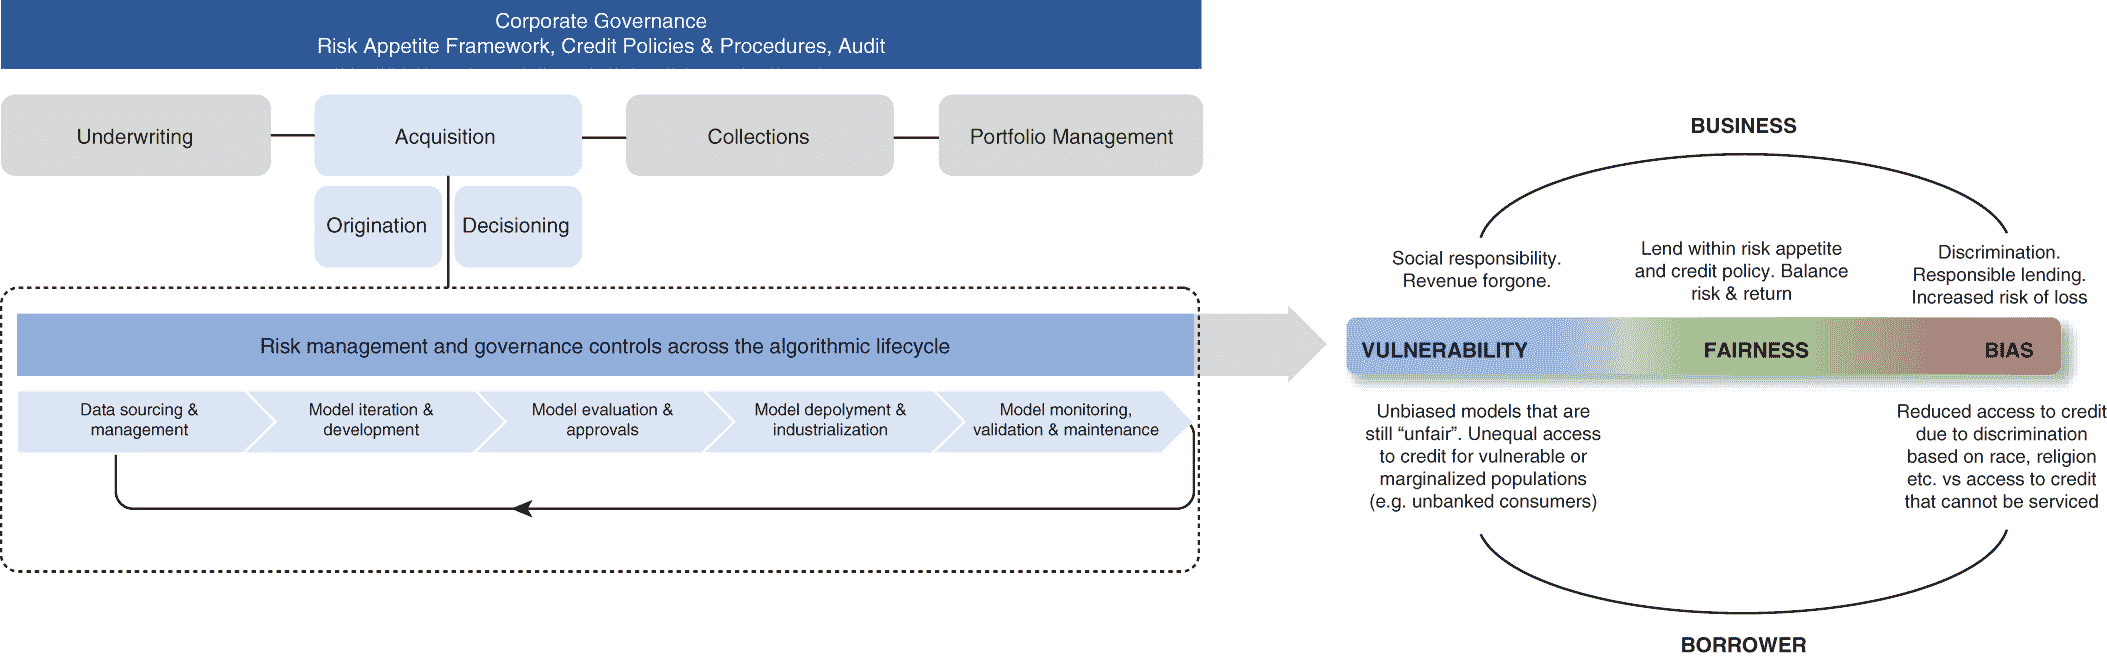 Corporate Governance
Risk Appetite Framework, Credit Policies & Procedures, Audit
Underwriting
Acquisition
Collections
Portfolio Management
Origination
Decisioning
Risk management and governance controls across the algorithmic lifecycle
Data sourcing &
management
Model iteration &
development
Model evaluation &
approvals
Model depolyment &
industrialization
Model monitoring,
validation & maintenance
BUSINESS
Social responsibility.
Revenue forgone.
Lend within risk appetite
and credit policy. Balance
risk & return
Discrimination.
Responsible lending.
Increased risk of loss
VULNERABILITY
FAIRNESS
BIAS
Unbiased models that are
still “unfair”. Unequal access
to credit for vulnerable or
marginalized populations
(e.g. unbanked consumers)
Reduced access to credit
due to discrimination
based on race, religion
etc. vs access to credit
that cannot be serviced
BORROWER